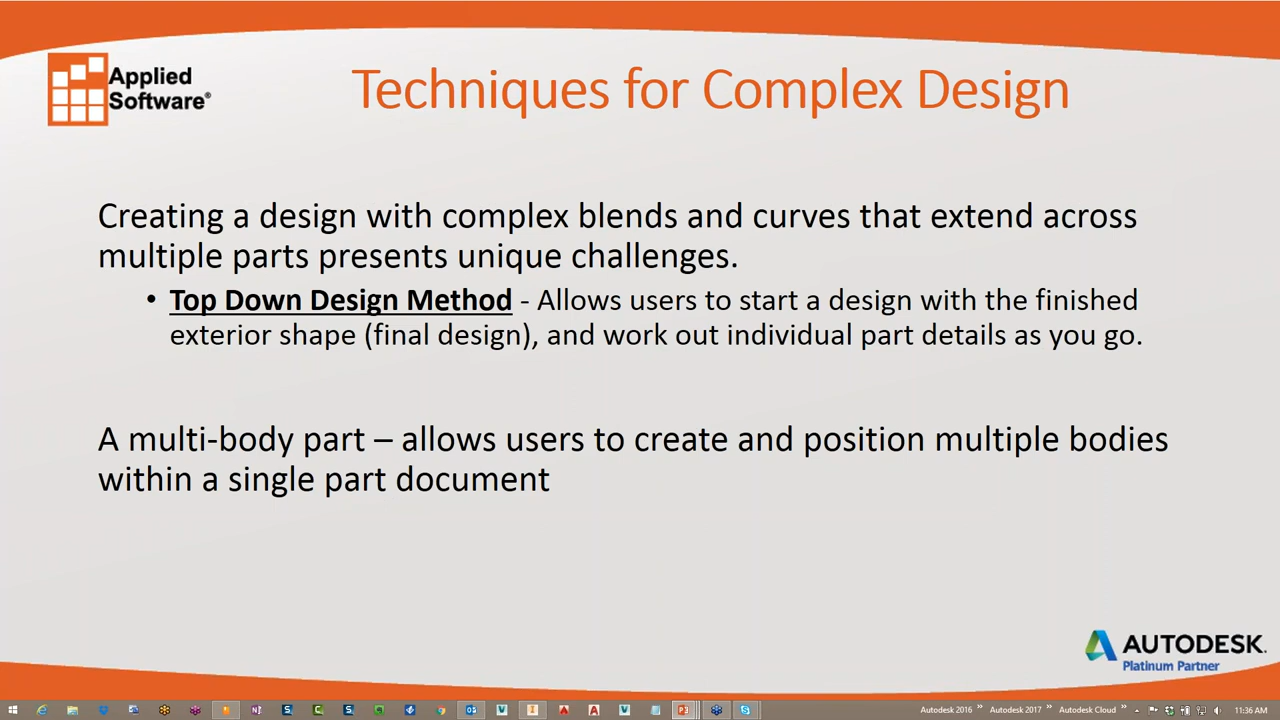 Applied
Software®
Techniques for Complex Design
Creating a design with complex blends and curves that extend across
multiple parts presents unique challenges.
• Top Down Design Method - Allows users to start a design with the finished
exterior shape (final design), and work out individual part details as you go.
A multi-body part – allows users to create and position multiple bodies
within a single part document
AUTODESK.
Platinum Partner
Autodesk 2016 » Autodesk 2017 » Autodesk Cloud » 11:36 AM